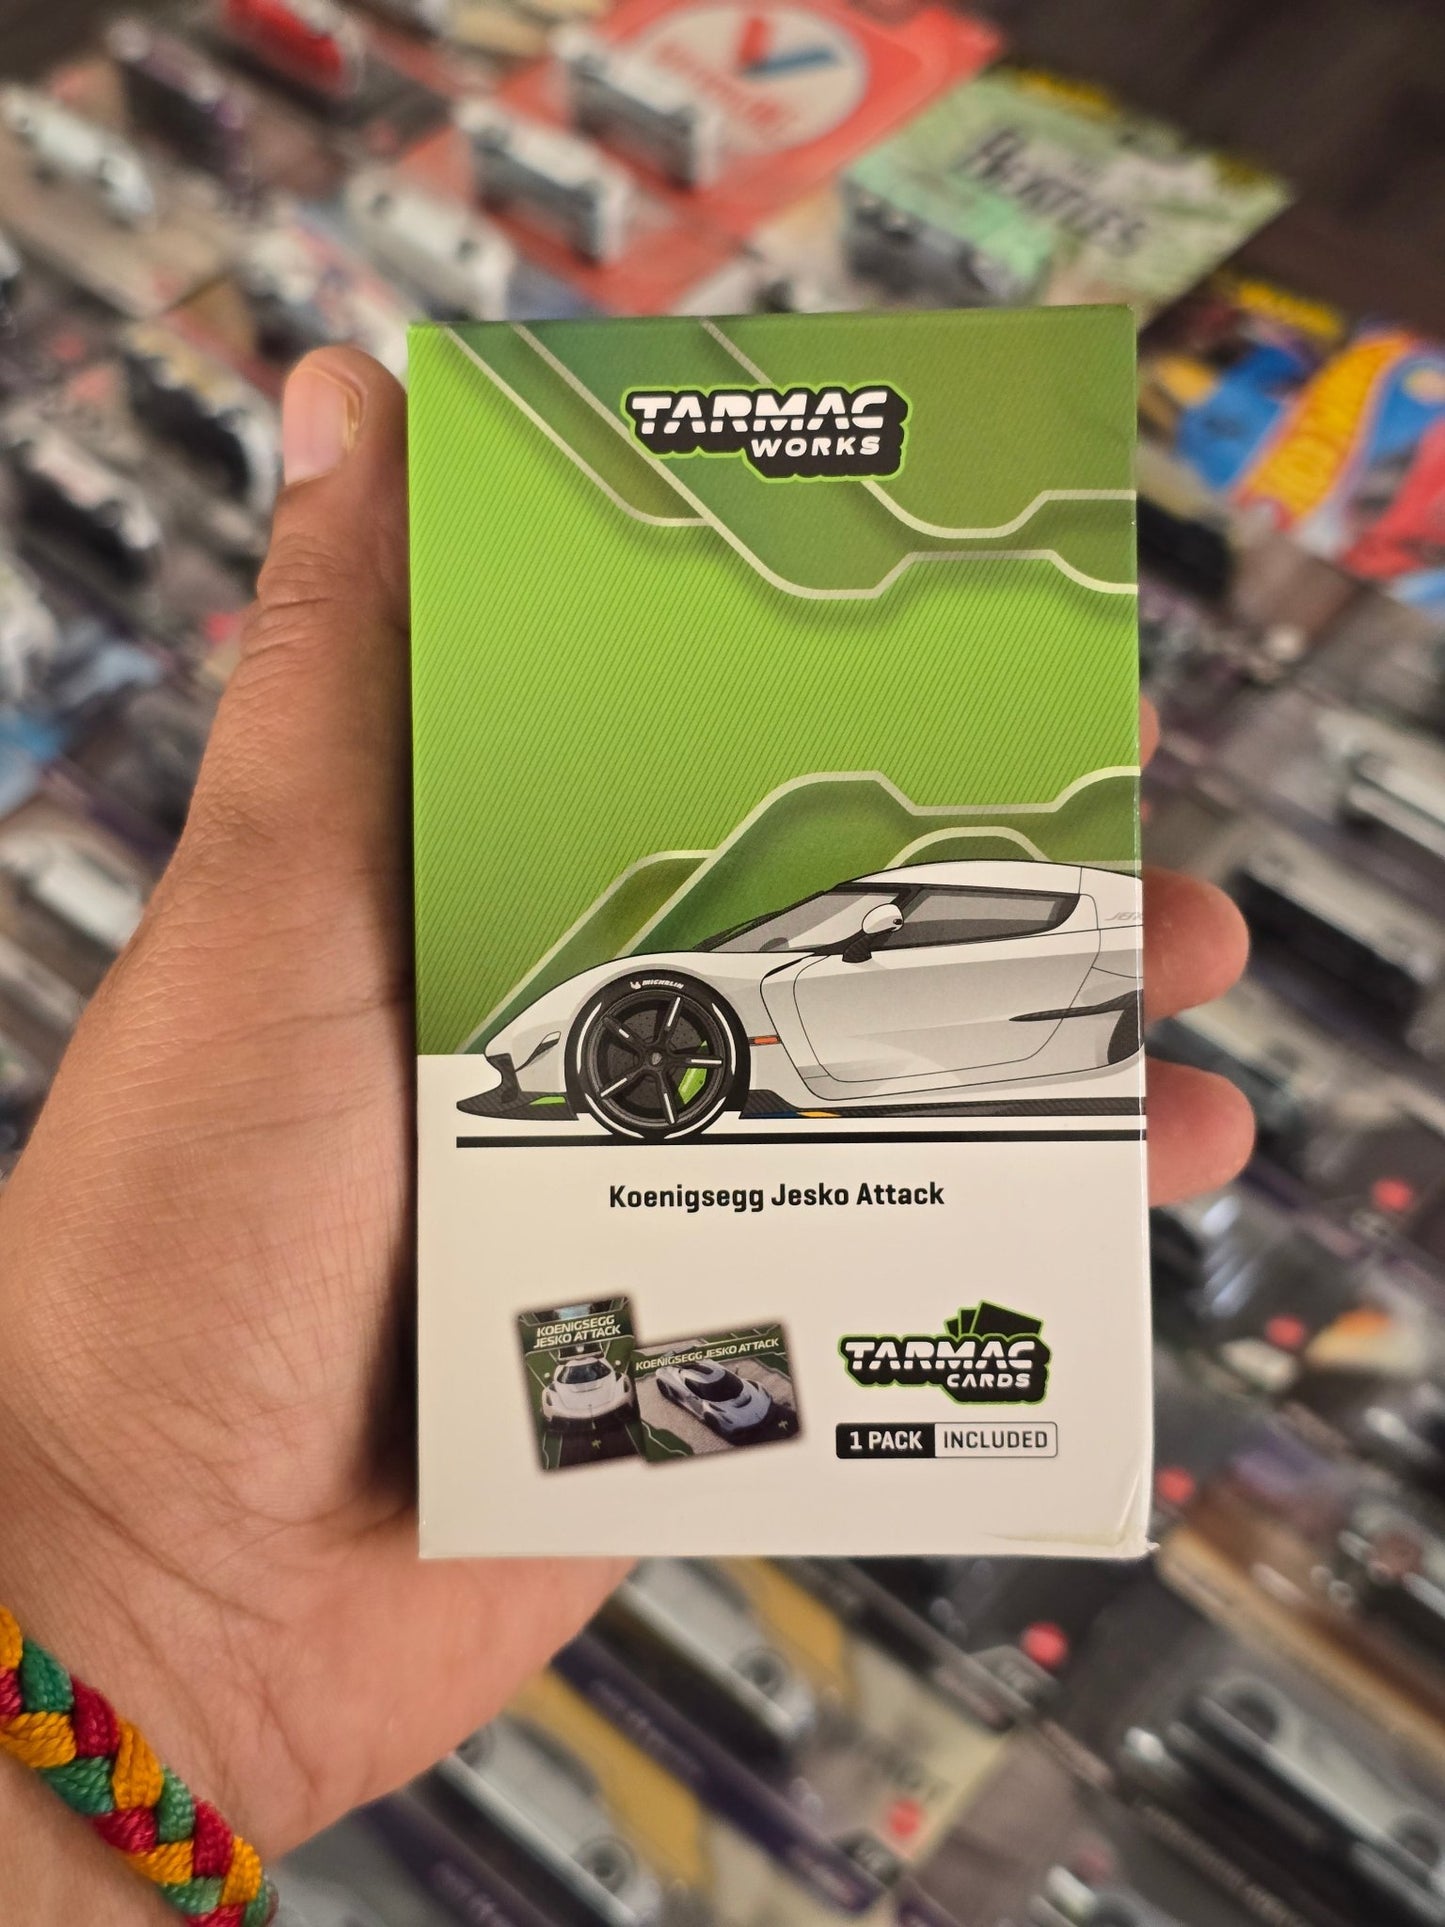 TARMAC
WORKS
MICHELIN
Koenigsegg Jesko Attack
KOENIGSEGG
JESKO ATTACK
KOENIGSEGG JESKO ATTACK
TARMAC
CARDS
1 PACK INCLUDED